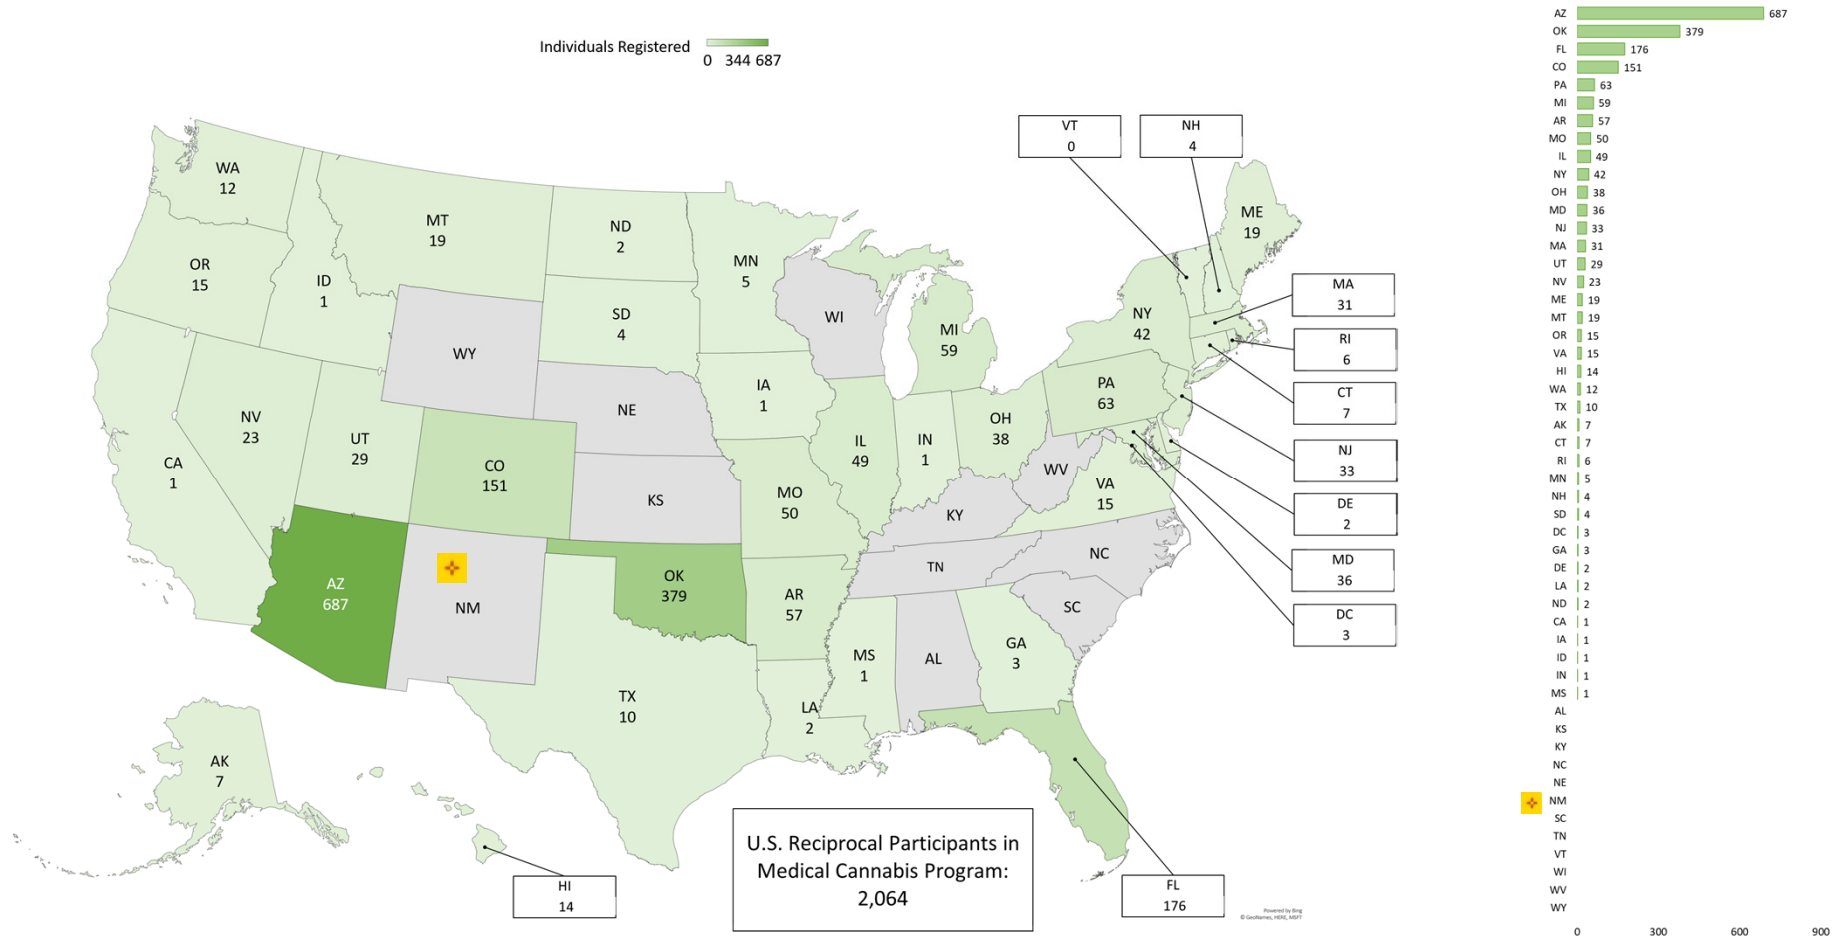 Individuals Registered
0 344 687
WA
12
OR
15
CA
1
ID
1
NV
23
MT
19
WY
UT
29
AZ
687
CO
151
NM
ND
2
SD
4
NE
KS
OK
379
TX
10
MN
5
IA
1
MO
50
AR
57
LA
2
WI
IL
49
MI
59
IN
1
OH
38
KY
TN
MS
1
AL
GA
3
SC
NC
VA
15
WV
PA
63
NY
42
ME
19
VT
0
NH
4
MA
31
RI
6
CT
7
NJ
33
DE
2
MD
36
DC
3
FL
176
AK
7
HI
14
U.S. Reciprocal Participants in
Medical Cannabis Program:
2,064
Powered by Bing
© GeoNames, HERE, MSFT
AZ 687
OK 379
FL 176
CO 151
PA 63
MI 59
AR 57
MO 50
IL 49
NY 42
OH 38
MD 36
NJ 33
MA 31
UT 29
NV 23
ME 19
MT 19
OR 15
VA 15
HI 14
WA 12
TX 10
AK 7
CT 7
RI 6
MN 5
NH 4
SD 4
DC 3
GA 3
DE 2
LA 2
ND 2
CA 1
IA 1
ID 1
IN 1
MS 1
AL
KS
KY
NC
NE
NM
SC
TN
VT
WI
WV
WY
0 300 600 900